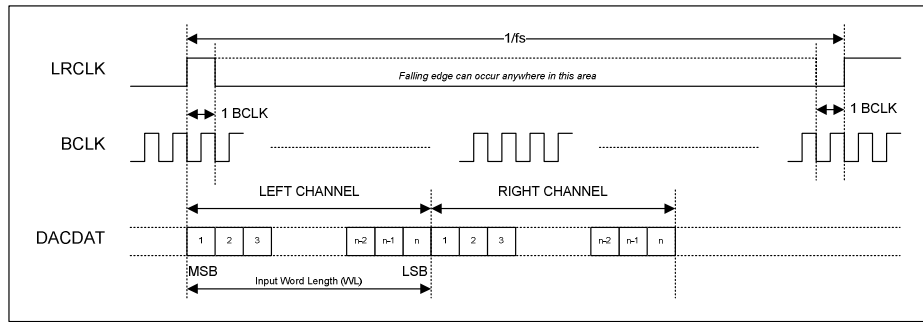 1/fs
LRCLK
Falling edge can occur anywhere in this area
1 BCLK
1 BCLK
BCLK
LEFT CHANNEL
RIGHT CHANNEL
DACDAT
1 2 3
n-2 n-1 n
1 2 3
n-2 n-1 n
MSB
LSB
Input Word Length (WL)